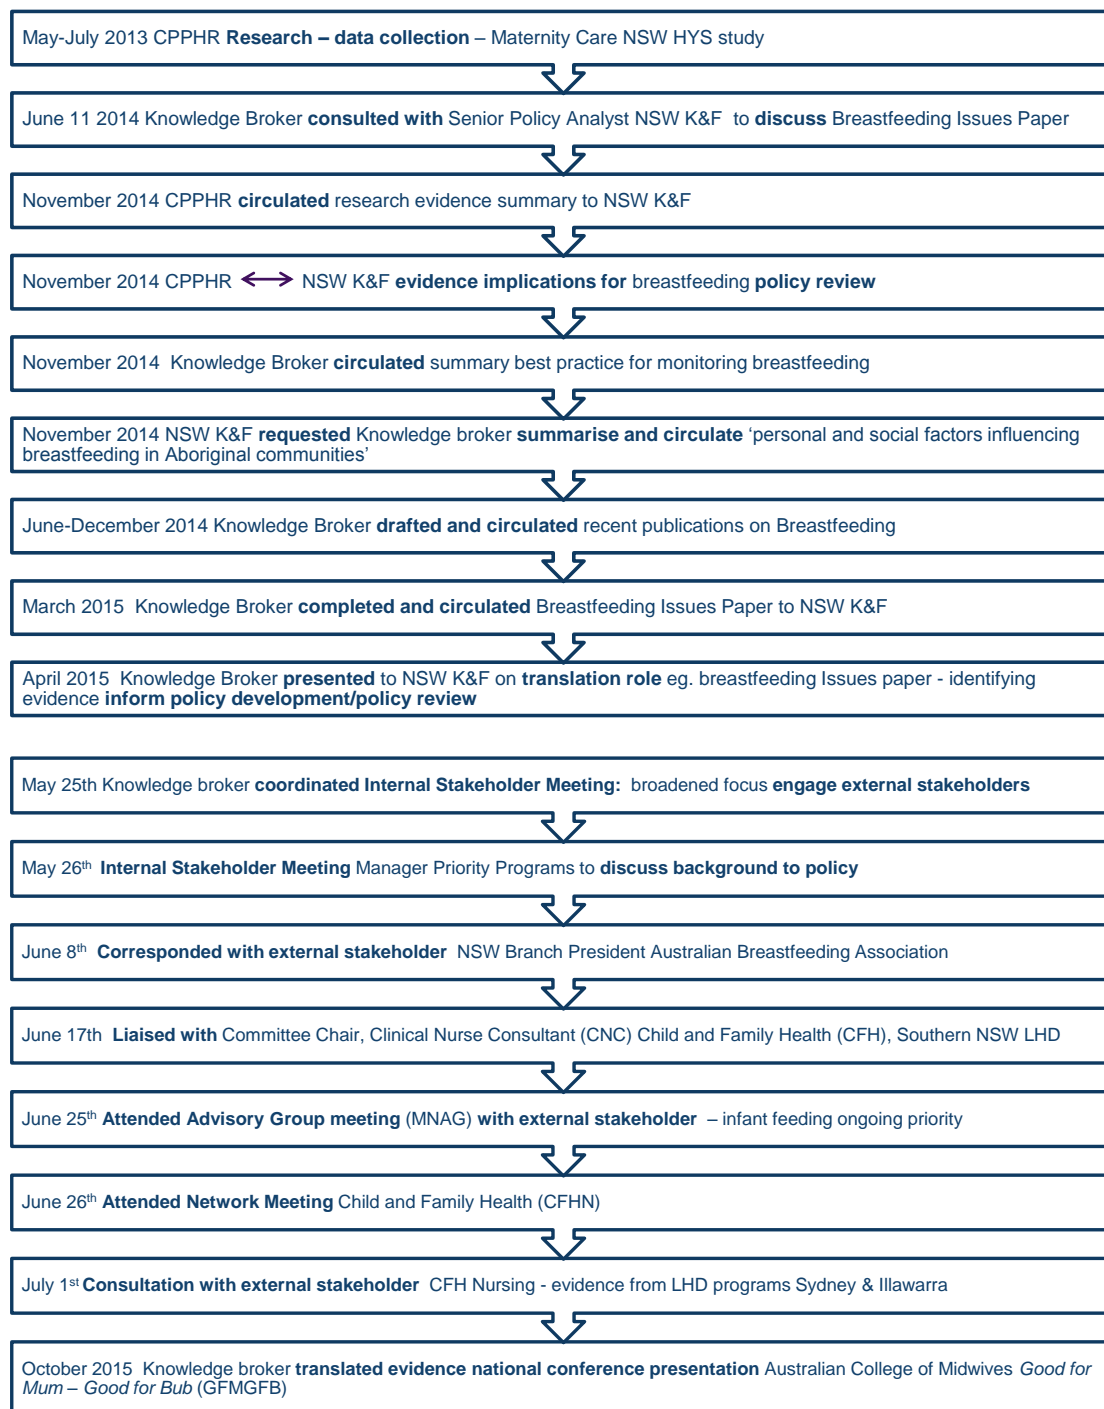 May-July 2013 CPPHR Research – data collection – Maternity Care NSW HYS study
June 11 2014 Knowledge Broker consulted with Senior Policy Analyst NSW K&F to discuss Breastfeeding Issues Paper
November 2014 CPPHR circulated research evidence summary to NSW K&F
November 2014 CPPHR ⟷ NSW K&F evidence implications for breastfeeding policy review
November 2014 Knowledge Broker circulated summary best practice for monitoring breastfeeding
November 2014 NSW K&F requested Knowledge broker summarise and circulate ‘personal and social factors influencing
breastfeeding in Aboriginal communities’
June-December 2014 Knowledge Broker drafted and circulated recent publications on Breastfeeding
March 2015 Knowledge Broker completed and circulated Breastfeeding Issues Paper to NSW K&F
April 2015 Knowledge Broker presented to NSW K&F on translation role eg. breastfeeding Issues paper - identifying
evidence inform policy development/policy review
May 25th Knowledge broker coordinated Internal Stakeholder Meeting: broadened focus engage external stakeholders
May 26th Internal Stakeholder Meeting Manager Priority Programs to discuss background to policy
June 8th Corresponded with external stakeholder NSW Branch President Australian Breastfeeding Association
June 17th Liaised with Committee Chair, Clinical Nurse Consultant (CNC) Child and Family Health (CFH), Southern NSW LHD
June 25th Attended Advisory Group meeting (MNAG) with external stakeholder – infant feeding ongoing priority
June 26th Attended Network Meeting Child and Family Health (CFHN)
July 1st Consultation with external stakeholder CFH Nursing - evidence from LHD programs Sydney & Illawarra
October 2015 Knowledge broker translated evidence national conference presentation Australian College of Midwives Good for
Mum – Good for Bub (GFMGFB)